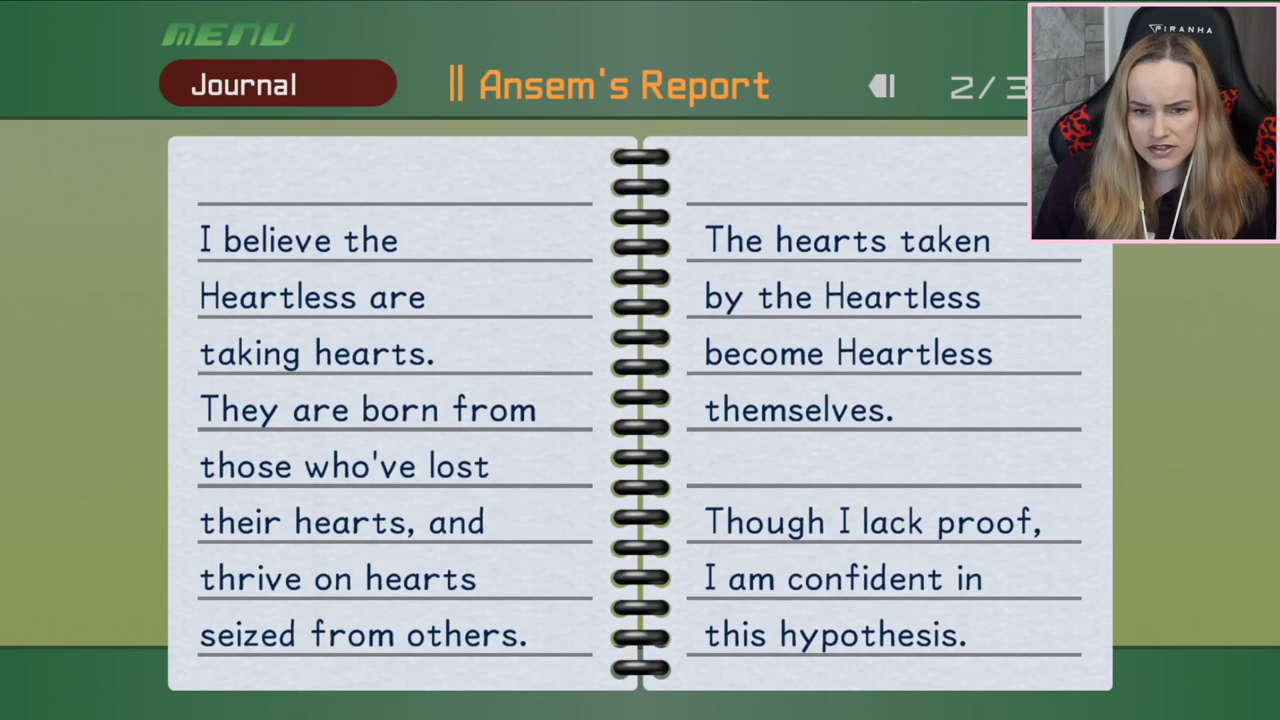 MENU
Journal
Ansem's Report
2/3
PIRANHA
I believe the
Heartless are
taking hearts.
They are born from
those who've lost
their hearts, and
thrive on hearts
seized from others.
The hearts taken
by the Heartless
become Heartless
themselves.
Though I lack proof,
I am confident in
this hypothesis.